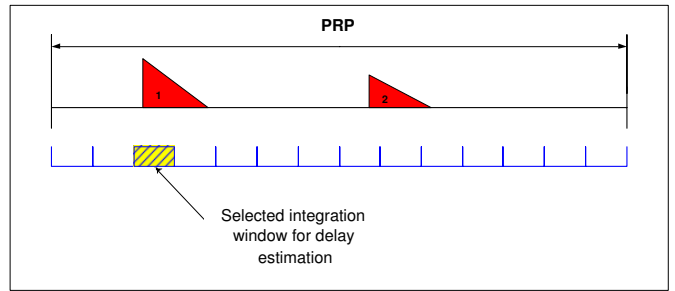 PRP
1
2
Selected integration
window for delay
estimation